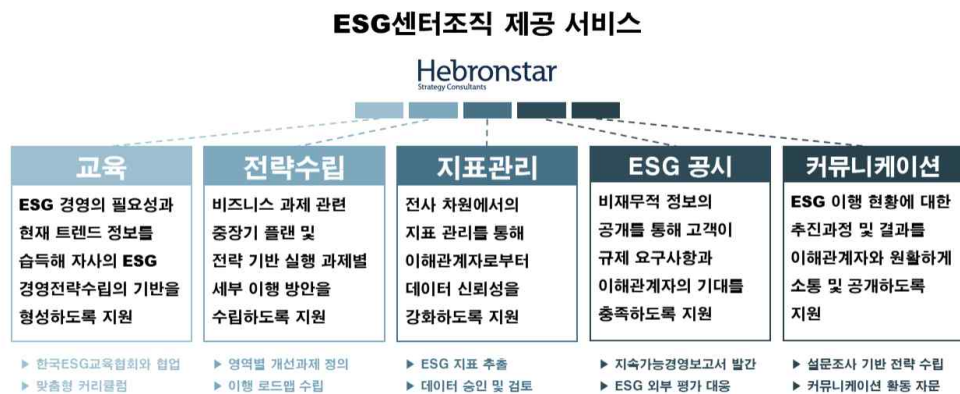 ESG센터조직 제공 서비스
Hebronstar
Strategy Consultants
교육
ESG 경영의 필요성과
현재 트렌드 정보를
습득해 자사의 ESG
경영전략수립의 기반을
형성하도록 지원
▶ 한국ESG교육협회와 협업
▶ 맞춤형 커리큘럼
전략수립
비즈니스 과제 관련
중장기 플랜 및
전략 기반 실행 과제별
세부 이행 방안을
수립하도록 지원
▶ 영역별 개선과제 정의
▶ 이행 로드맵 수립
지표관리
전사 차원에서의
지표 관리를 통해
이해관계자로부터
데이터 신뢰성을
강화하도록 지원
▶ ESG 지표 추출
▶ 데이터 승인 및 검토
ESG 공시
비재무적 정보의
공개를 통해 고객이
규제 요구사항과
이해관계자의 기대를
충족하도록 지원
▶ 지속가능경영보고서 발간
▶ ESG 외부 평가 대응
커뮤니케이션
ESG 이행 현황에 대한
추진과정 및 결과를
이해관계자와 원활하게
소통 및 공개하도록
지원
▶ 설문조사 기반 전략 수립
▶ 커뮤니케이션 활동 자문